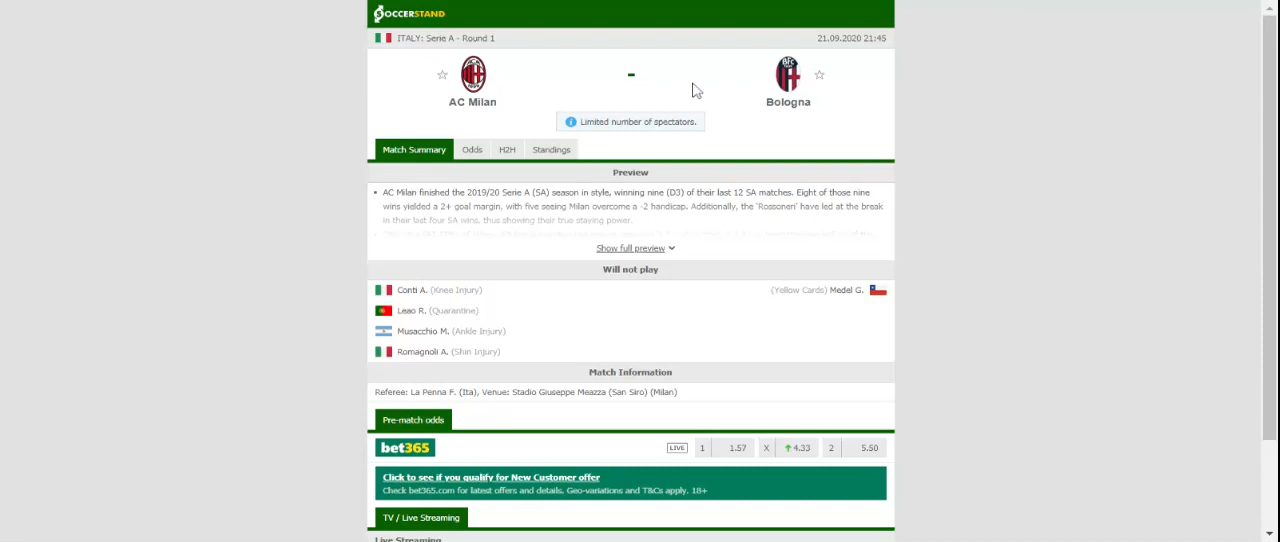 SOCCERSTAND
ITALY: Serie A - Round 1 21.09.2020 21:45
-
AC Milan Bologna
Limited number of spectators.
Match Summary Odds H2H Standings
Preview
• AC Milan finished the 2019/20 Serie A (SA) season in style, winning nine (D3) of their last 12 SA matches. Eight of those nine
wins yielded a 2+ goal margin, with five seeing Milan overcome a -2 handicap. Additionally, the 'Rossoneri' have led at the break
in their last four SA wins, thus showing their true staying power.
Show full preview
Will not play
Conti A. (Knee Injury) (Yellow Cards) Medel G.
Leao R. (Quarantine)
Musacchio M. (Ankle Injury)
Romagnoli A. (Shin Injury)
Match Information
Referee: La Penna F. (Ita), Venue: Stadio Giuseppe Meazza (San Siro) (Milan)
Pre-match odds
bet365 LIVE 1 1.57 X 4.33 2 5.50
Click to see if you qualify for New Customer offer
Check bet365.com for latest offers and details. Geo-variations and T&Cs apply. 18+
TV / Live Streaming
Live Streaming